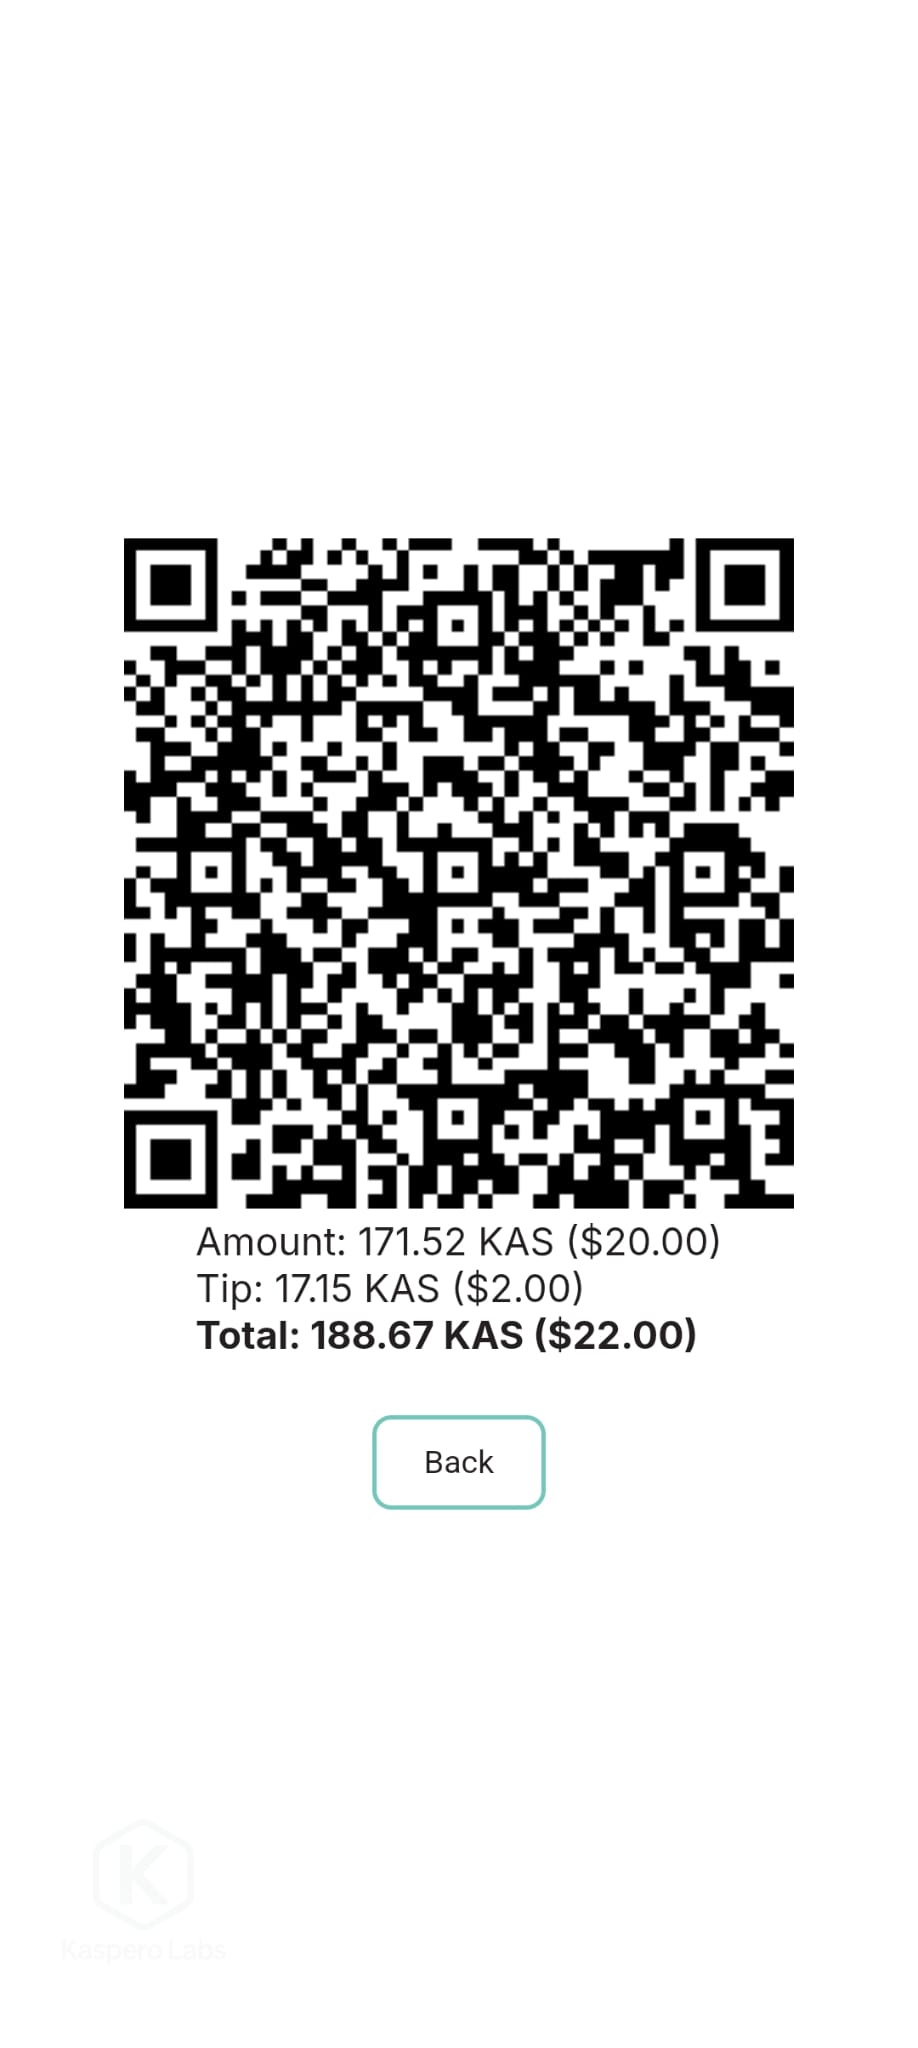 Amount: 171.52 KAS ($20.00)
Tip: 17.15 KAS ($2.00)
Total: 188.67 KAS ($22.00)
Back
K
Kaspero Labs